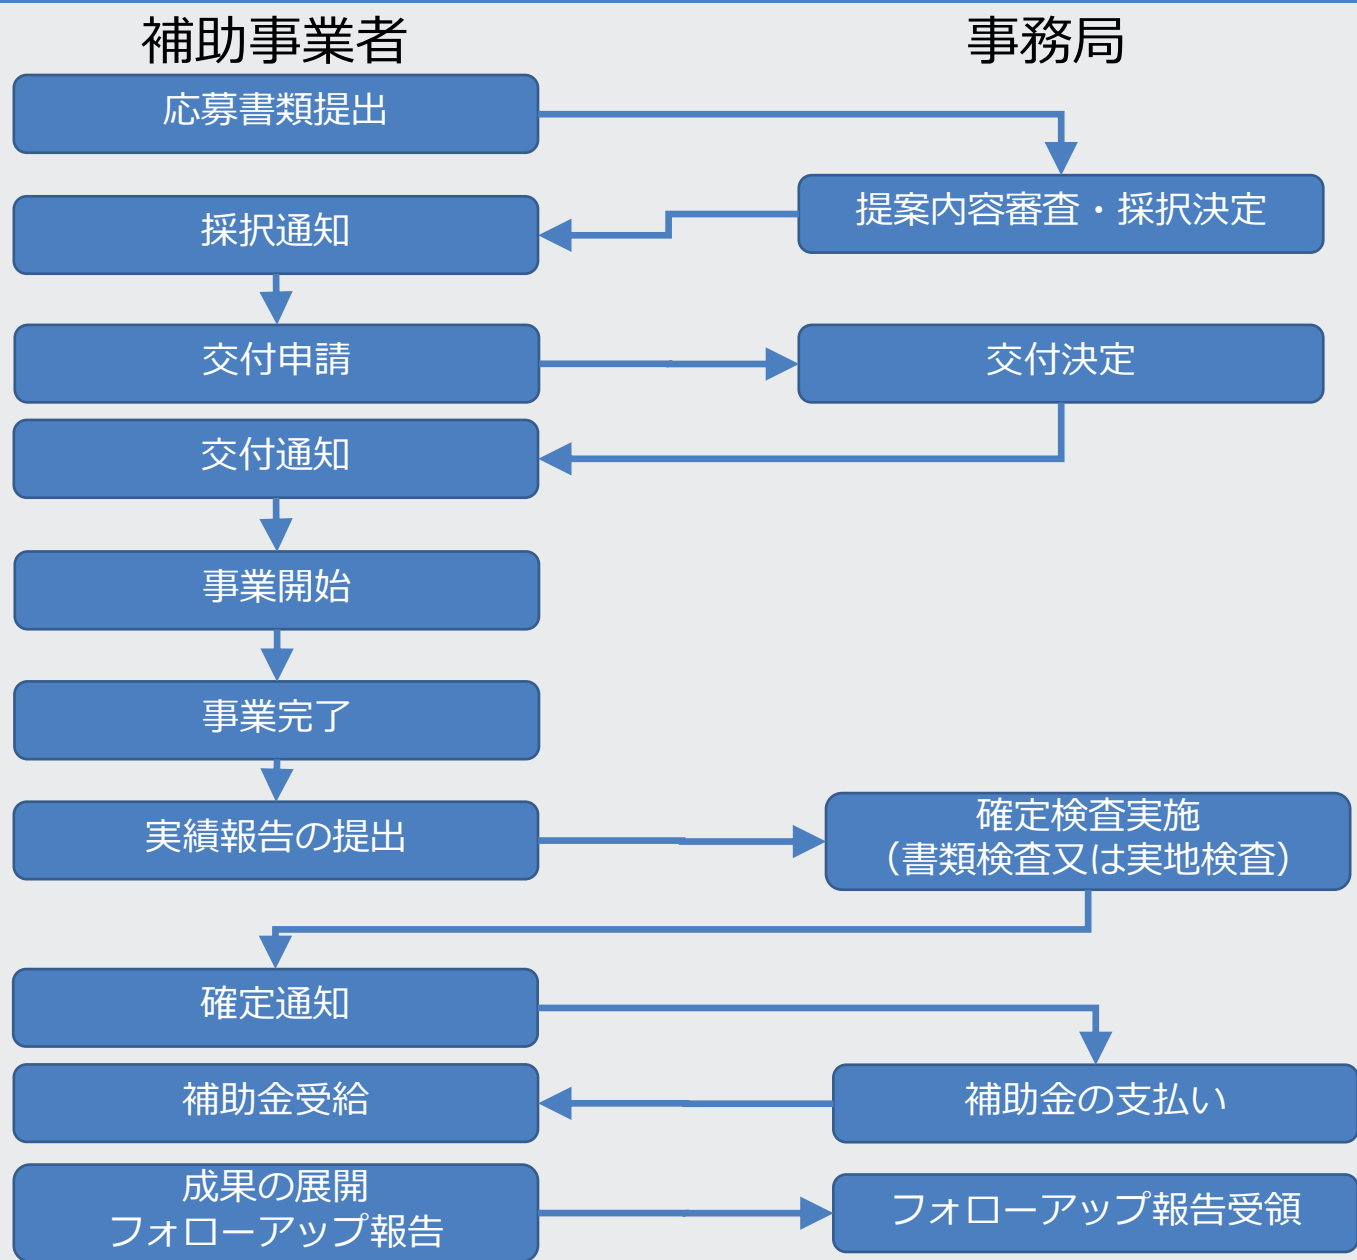 補助事業者
事務局
応募書類提出
提案内容審査・採択決定
採択通知
交付申請
交付決定
交付通知
事業開始
事業完了
実績報告の提出
確定検査実施
（書類検査又は実地検査）
確定通知
補助金受給
補助金の支払い
成果の展開
フォローアップ報告
フォローアップ報告受領